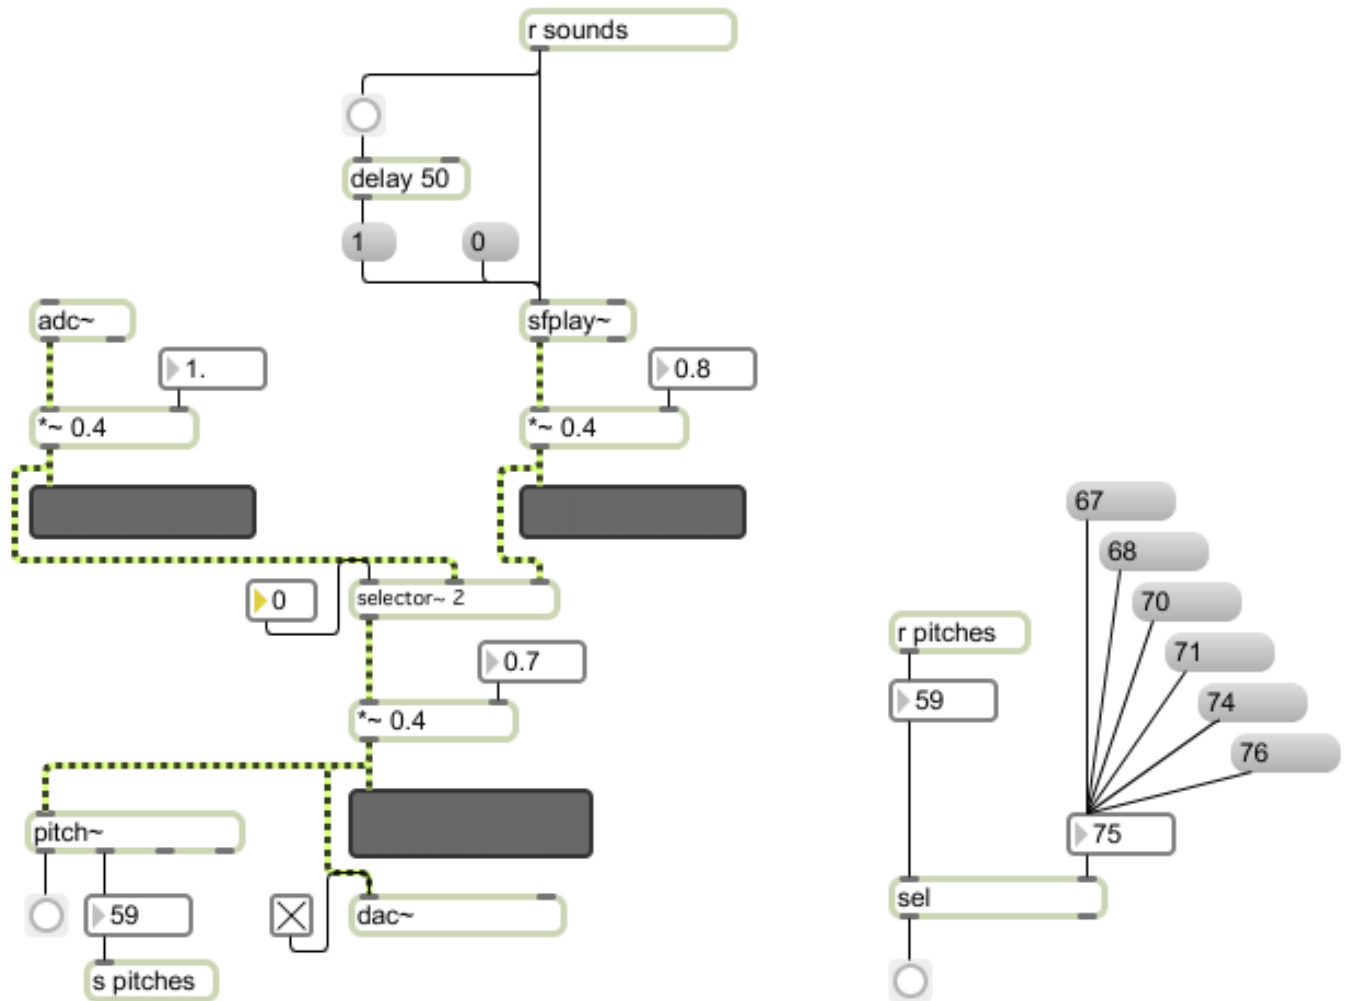 r sounds
delay 50
1
0
adc~
sfplay~
1.
0.8
*~ 0.4
*~ 0.4
0
selector~ 2
0.7
*~ 0.4
pitch~
59
dac~
s pitches
67
68
70
71
74
76
r pitches
59
75
sel